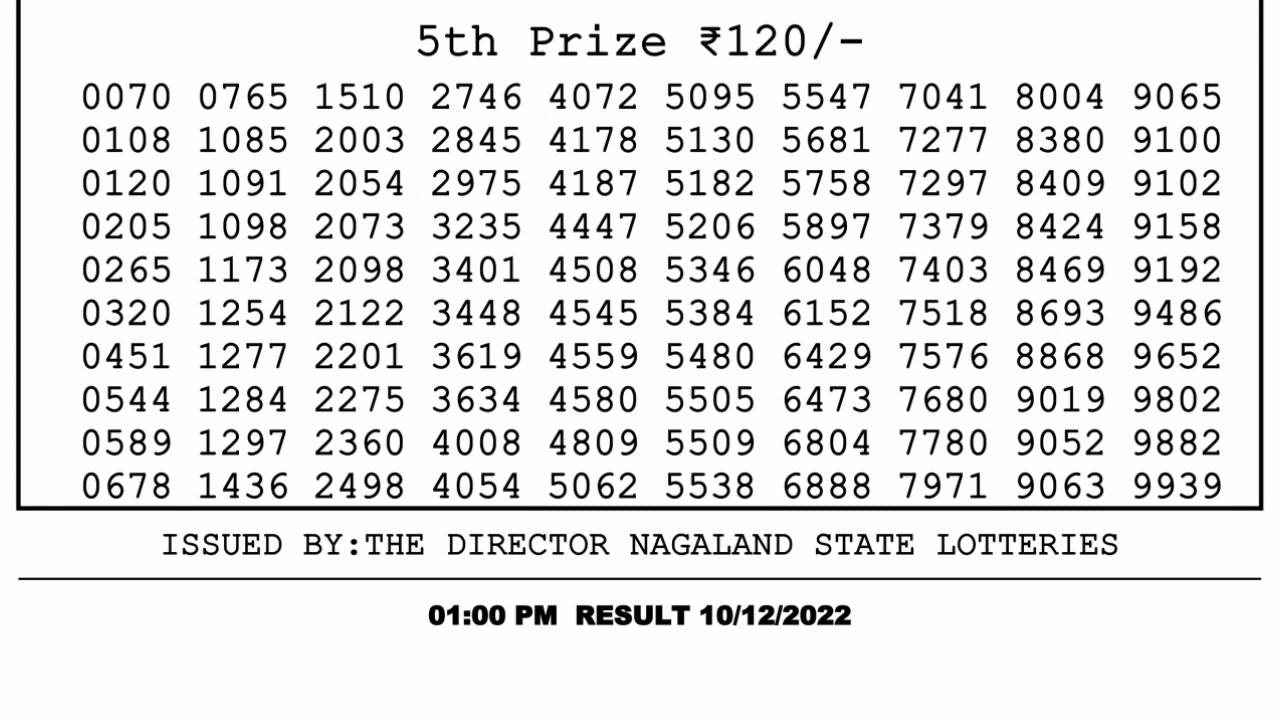 5th Prize ₹120/-
0070 0765 1510 2746 4072 5095 5547 7041 8004 9065
0108 1085 2003 2845 4178 5130 5681 7277 8380 9100
0120 1091 2054 2975 4187 5182 5758 7297 8409 9102
0205 1098 2073 3235 4447 5206 5897 7379 8424 9158
0265 1173 2098 3401 4508 5346 6048 7403 8469 9192
0320 1254 2122 3448 4545 5384 6152 7518 8693 9486
0451 1277 2201 3619 4559 5480 6429 7576 8868 9652
0544 1284 2275 3634 4580 5505 6473 7680 9019 9802
0589 1297 2360 4008 4809 5509 6804 7780 9052 9882
0678 1436 2498 4054 5062 5538 6888 7971 9063 9939
ISSUED BY:THE DIRECTOR NAGALAND STATE LOTTERIES
01:00 PM RESULT 10/12/2022